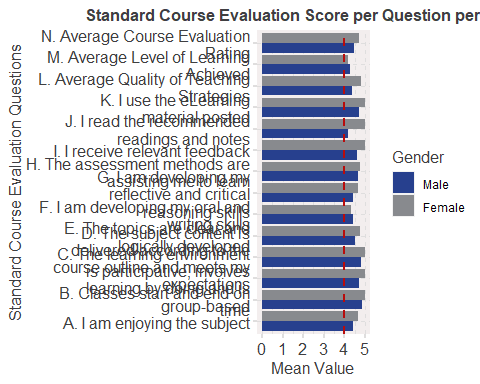 Standard Course Evaluation Score per Question per
Standard Course Evaluation Questions
N. Average Course Evaluation
Rating
M. Average Level of Learning
Achieved
L. Average Quality of Teaching
Strategies
K. I use the eLearning
material posted
J. I read the recommended
readings and notes
I. I receive relevant feedback
H. The assessment methods are
assisting me to learn
G. I am developing my
reflective and critical
reasoning skills
F. I am developing my oral and
writing skills
E. The topics are clear and
logically developed
D. The subject content is
delivered according to the
course outline and meets my
expectations
C. The learning environment
is participative, involves
learning by doing and is
group-based
B. Classes start and end on
time
A. I am enjoying the subject
0 1 2 3 4 5
Mean Value
Gender
Male
Female